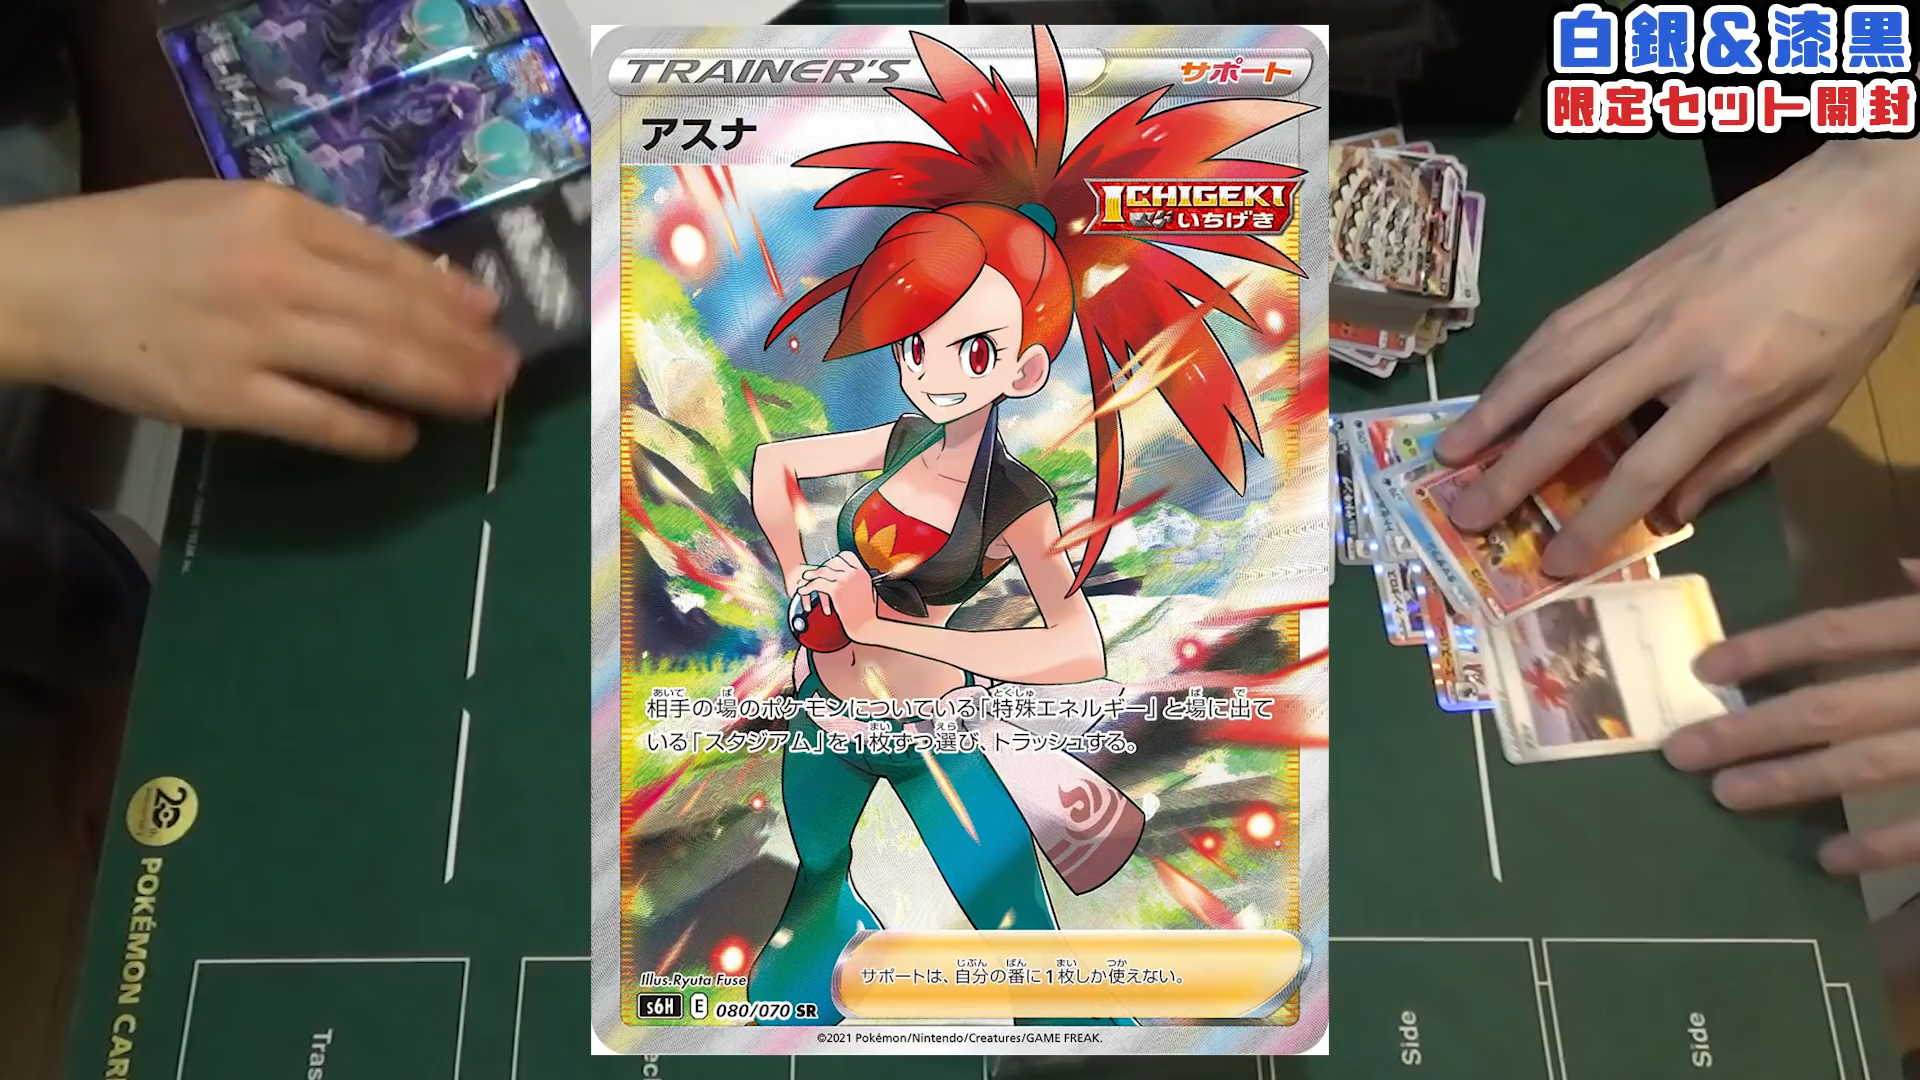 白銀&漆黒
限定セット開封
TRAINER'S
サポート
アスナ
ICHIGEKI
いちげき
相手の場のポケモンについている「特殊エネルギー」と場に出て
いる「スタジアム」を1枚ずつ選び、トラッシュする。
サポートは、自分の番に1枚しか使えない。
Illus.Ryuta Fuse
s6H E 080/070 SR
©2021 Pokémon/Nintendo/Creatures/GAME FREAK.
20th
POKÉMON CAR
Tras
Side
Side